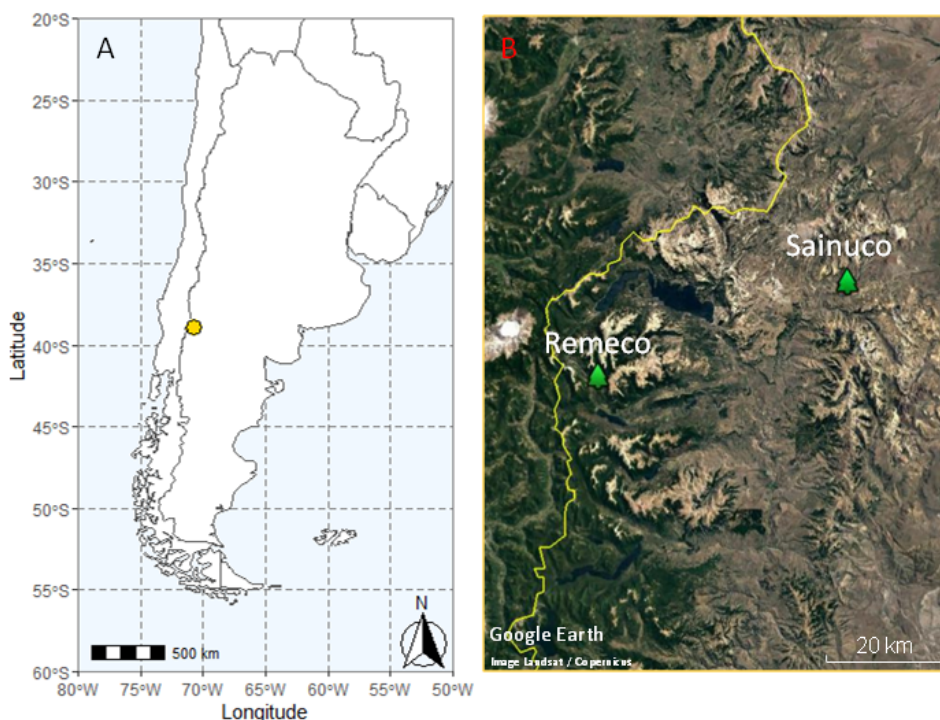 A
20°S
25°S
30°S
35°S
40°S
45°S
50°S
55°S
60°S
Latitude
N
500 km
80°W 75°W 70°W 65°W 60°W 55°W 50°W
Longitude
B
Sainuco
Remeco
Google Earth
Image Landsat / Copernicus
20 km